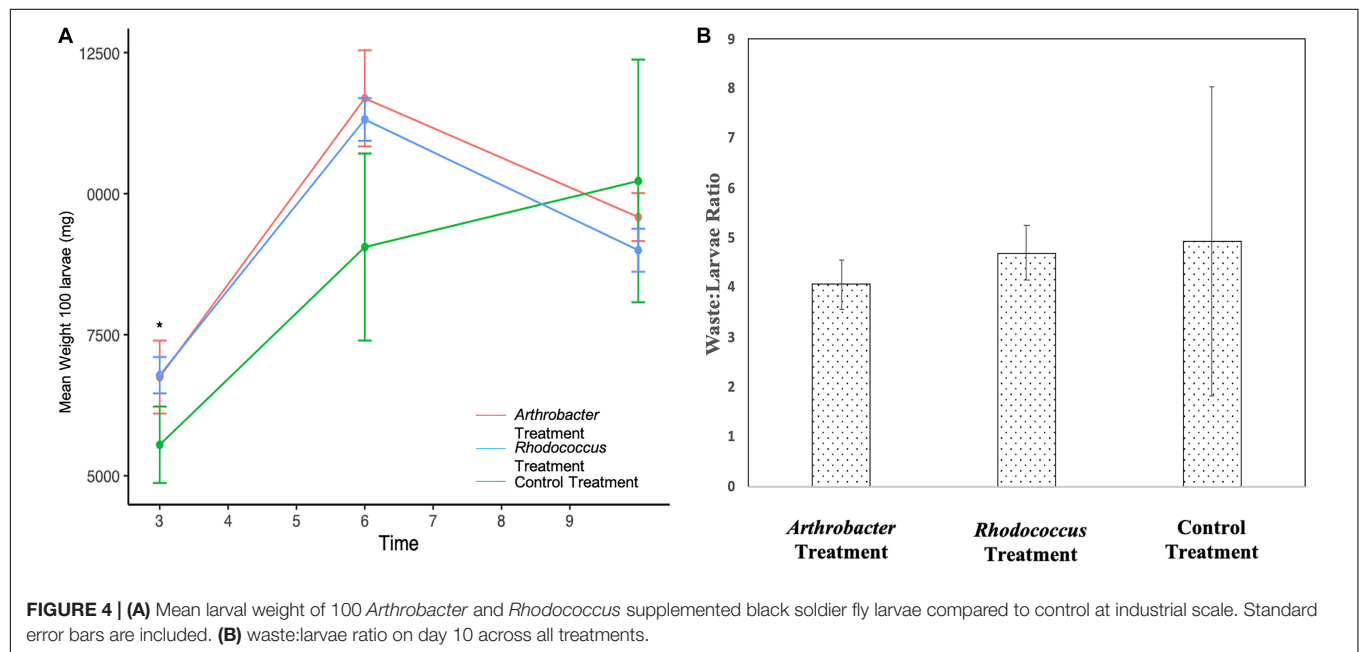 A
12500
0000
7500
5000
Mean Weight 100 larvae (mg)
*
Arthrobacter
Treatment
Rhodococcus
Treatment
Control Treatment
3 4 5 6 7 8 9
Time
B
9
8
7
6
5
4
3
2
1
0
Waste:Larvae Ratio
Arthrobacter
Treatment
Rhodococcus
Treatment
Control
Treatment
FIGURE 4 | (A) Mean larval weight of 100 Arthrobacter and Rhodococcus supplemented black soldier fly larvae compared to control at industrial scale. Standard
error bars are included. (B) waste:larvae ratio on day 10 across all treatments.